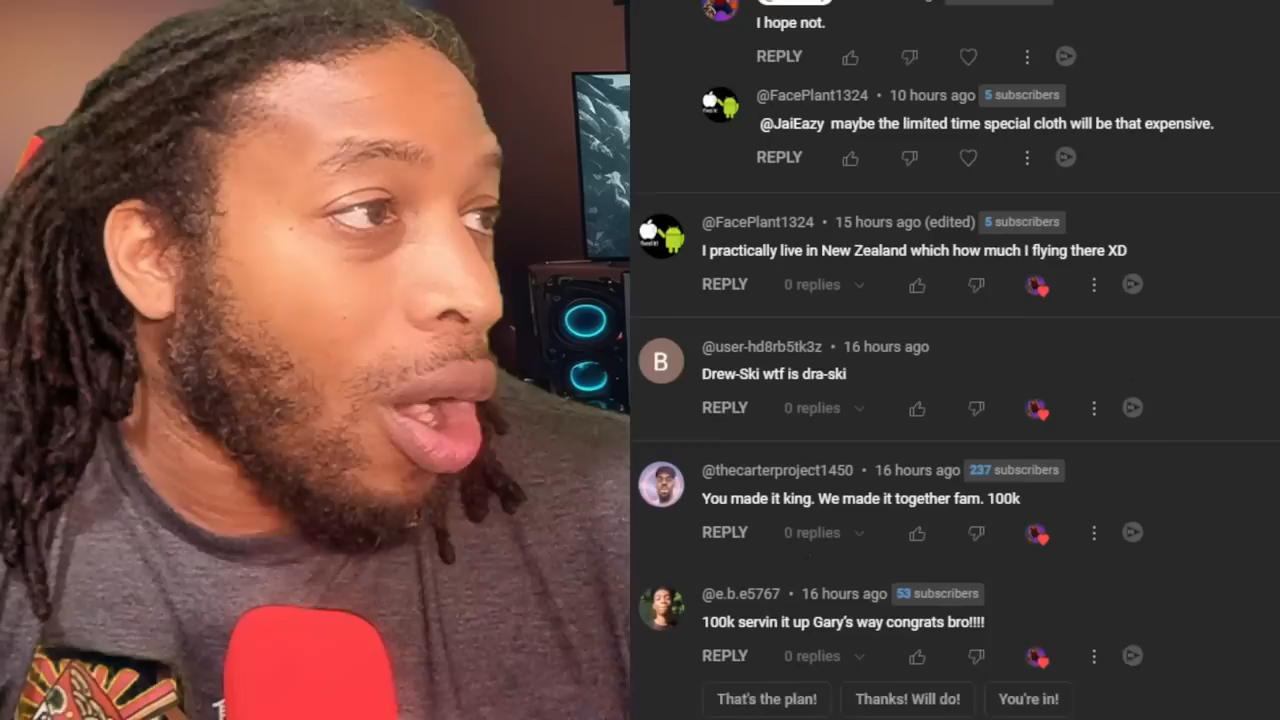 I hope not.
REPLY
@FacePlant1324 • 10 hours ago 5 subscribers
@JaiEazy maybe the limited time special cloth will be that expensive.
REPLY
@FacePlant1324 • 15 hours ago (edited) 5 subscribers
I practically live in New Zealand which how much I flying there XD
REPLY 0 replies
B
@user-hd8rb5tk3z • 16 hours ago
Drew-Ski wtf is dra-ski
REPLY 0 replies
@thecarterproject1450 • 16 hours ago 237 subscribers
You made it king. We made it together fam. 100k
REPLY 0 replies
@e.b.e5767 • 16 hours ago 53 subscribers
100k servin it up Gary's way congrats bro!!!!
REPLY 0 replies
That's the plan! Thanks! Will do! You're in!